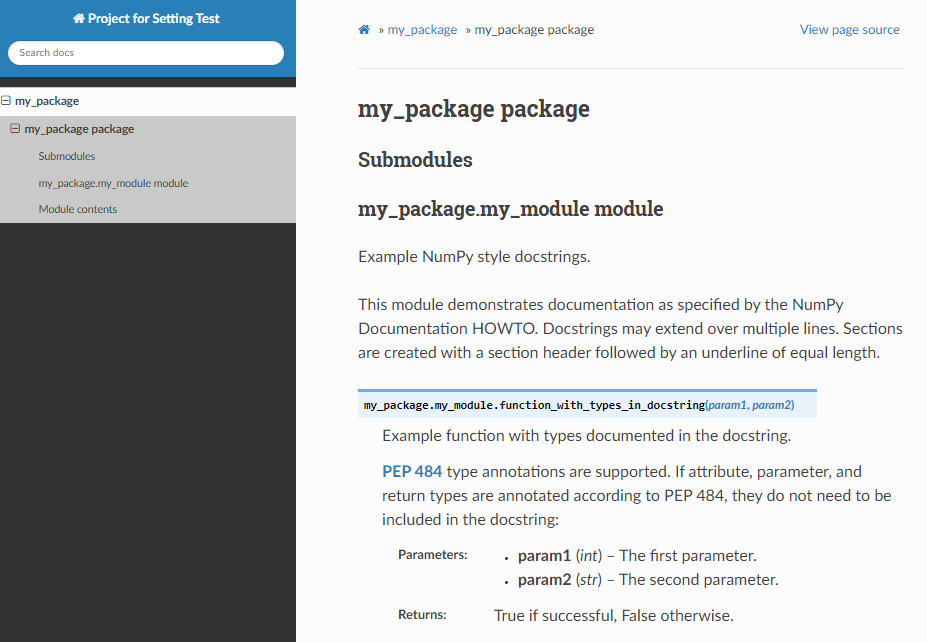 Project for Setting Test
Search docs
my_package
my_package package
Submodules
my_package.my_module module
Module contents
» my_package » my_package package
View page source
my_package package
Submodules
my_package.my_module module
Example NumPy style docstrings.
This module demonstrates documentation as specified by the NumPy
Documentation HOWTO. Docstrings may extend over multiple lines. Sections
are created with a section header followed by an underline of equal length.
my_package.my_module.function_with_types_in_docstring(param1, param2)
Example function with types documented in the docstring.
PEP 484 type annotations are supported. If attribute, parameter, and
return types are annotated according to PEP 484, they do not need to be
included in the docstring:
Parameters:
• param1 (int) – The first parameter.
• param2 (str) – The second parameter.
Returns: True if successful, False otherwise.